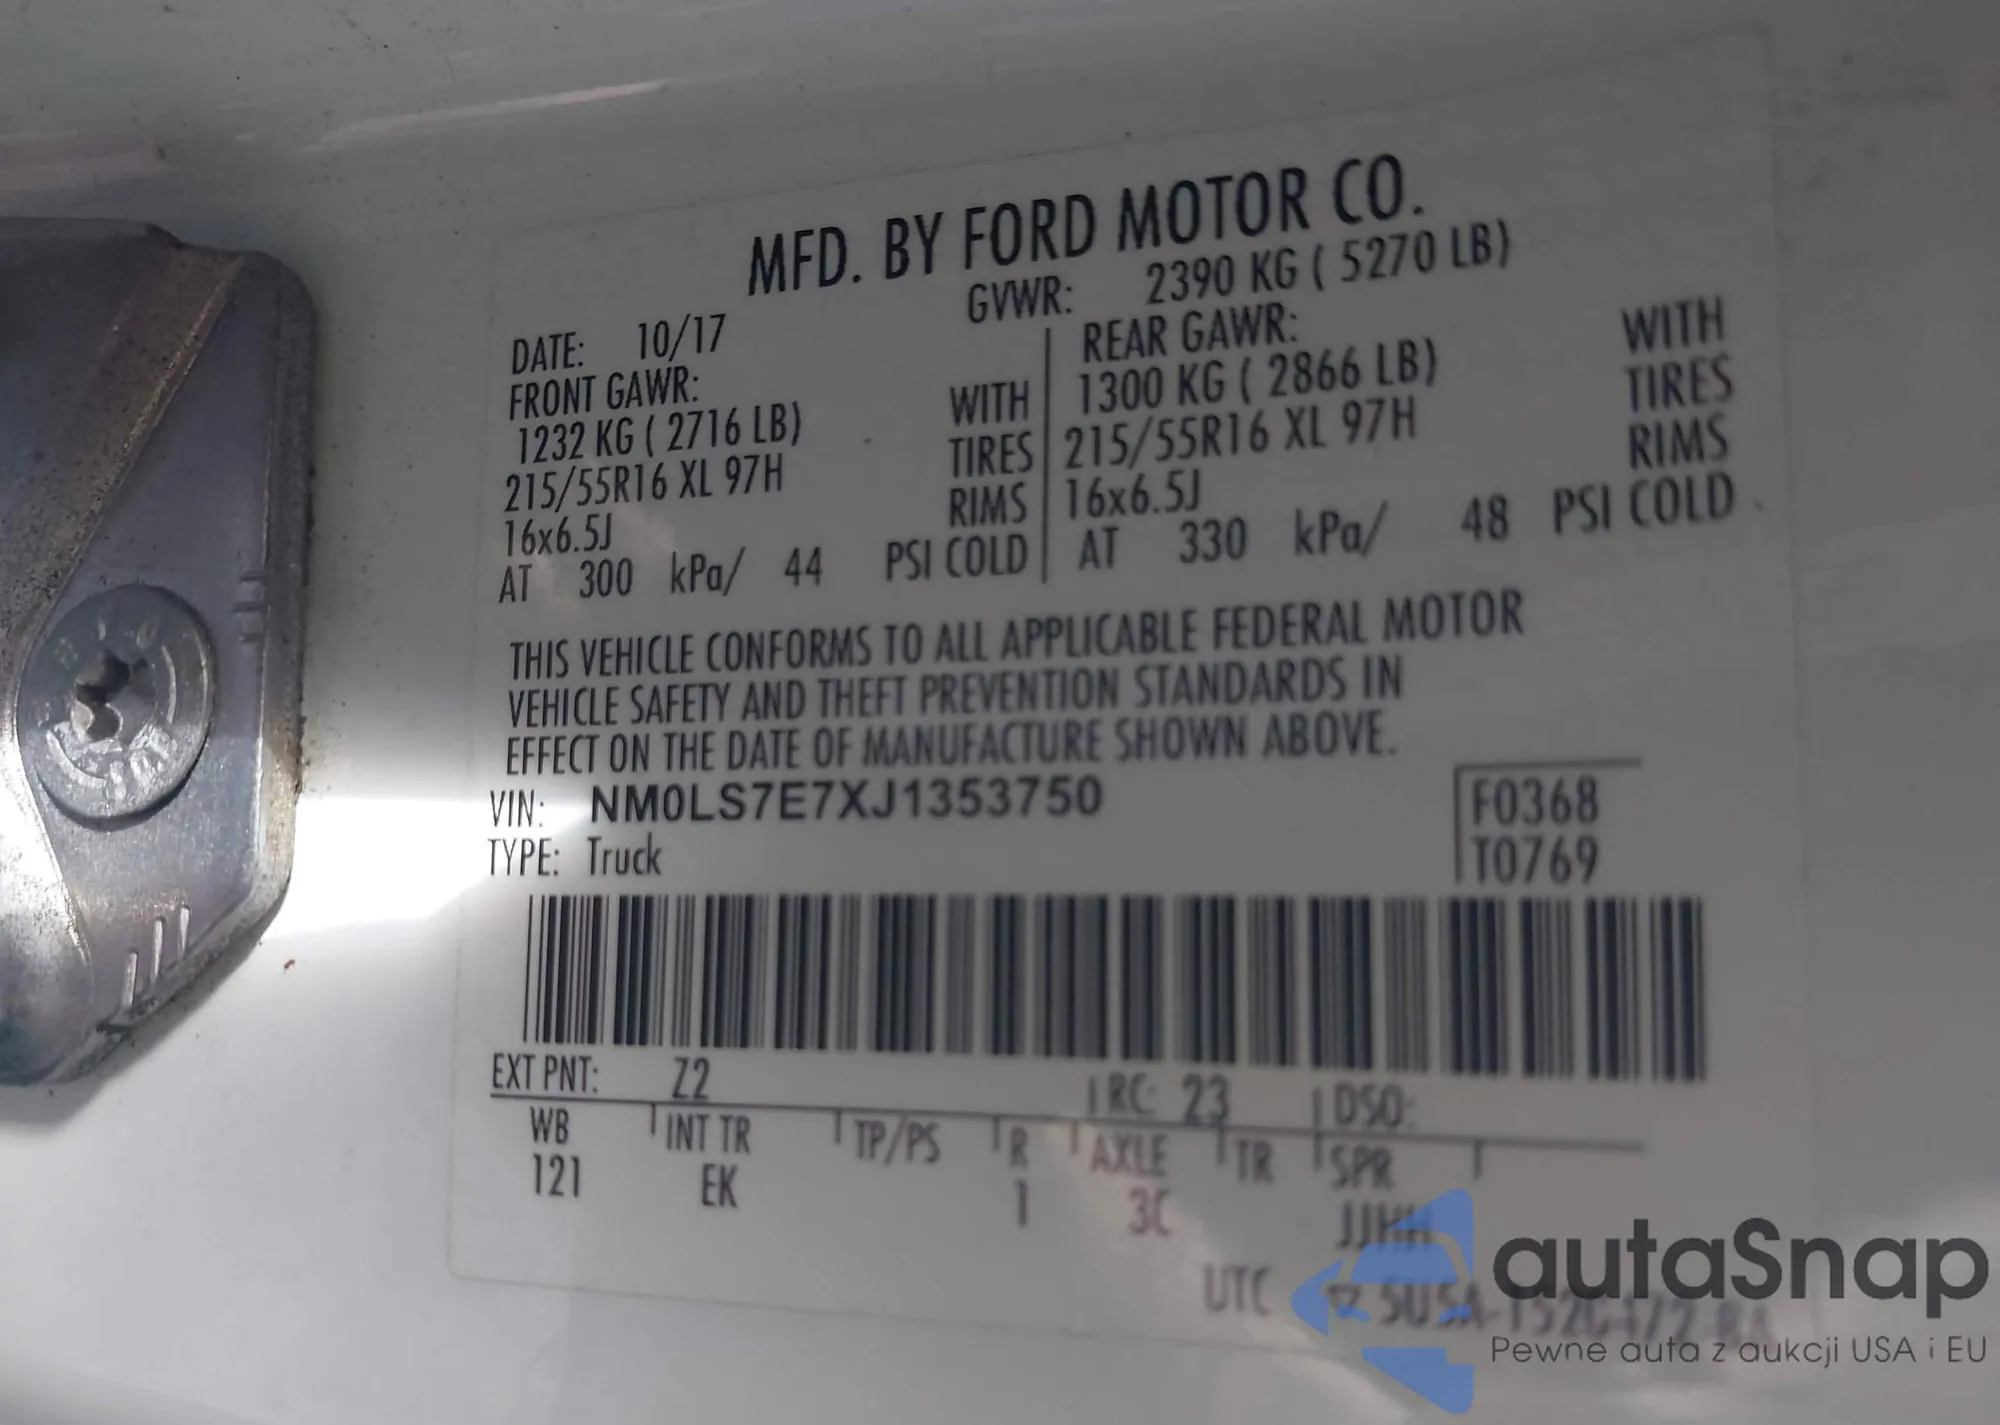 MFD. BY FORD MOTOR CO.
DATE: 10/17 GVWR: 2390 KG ( 5270 LB)
FRONT GAWR: REAR GAWR:
1232 KG ( 2716 LB) WITH 1300 KG ( 2866 LB) WITH
215/55R16 XL 97H TIRES 215/55R16 XL 97H TIRES
16x6.5J RIMS 16x6.5J RIMS
AT 300 kPa/ 44 PSI COLD AT 330 kPa/ 48 PSI COLD
THIS VEHICLE CONFORMS TO ALL APPLICABLE FEDERAL MOTOR
VEHICLE SAFETY AND THEFT PREVENTION STANDARDS IN
EFFECT ON THE DATE OF MANUFACTURE SHOWN ABOVE.
VIN: NM0LS7E7XJ1353750 F0368
TYPE: Truck T0769
EXT PNT: Z2 RC: 23 DSO:
WB INT TR TP/PS R AXLE TR SPR
121 EK 1 3C JJHH
UTC
autaSnap
Pewne auta z aukcji USA i EU